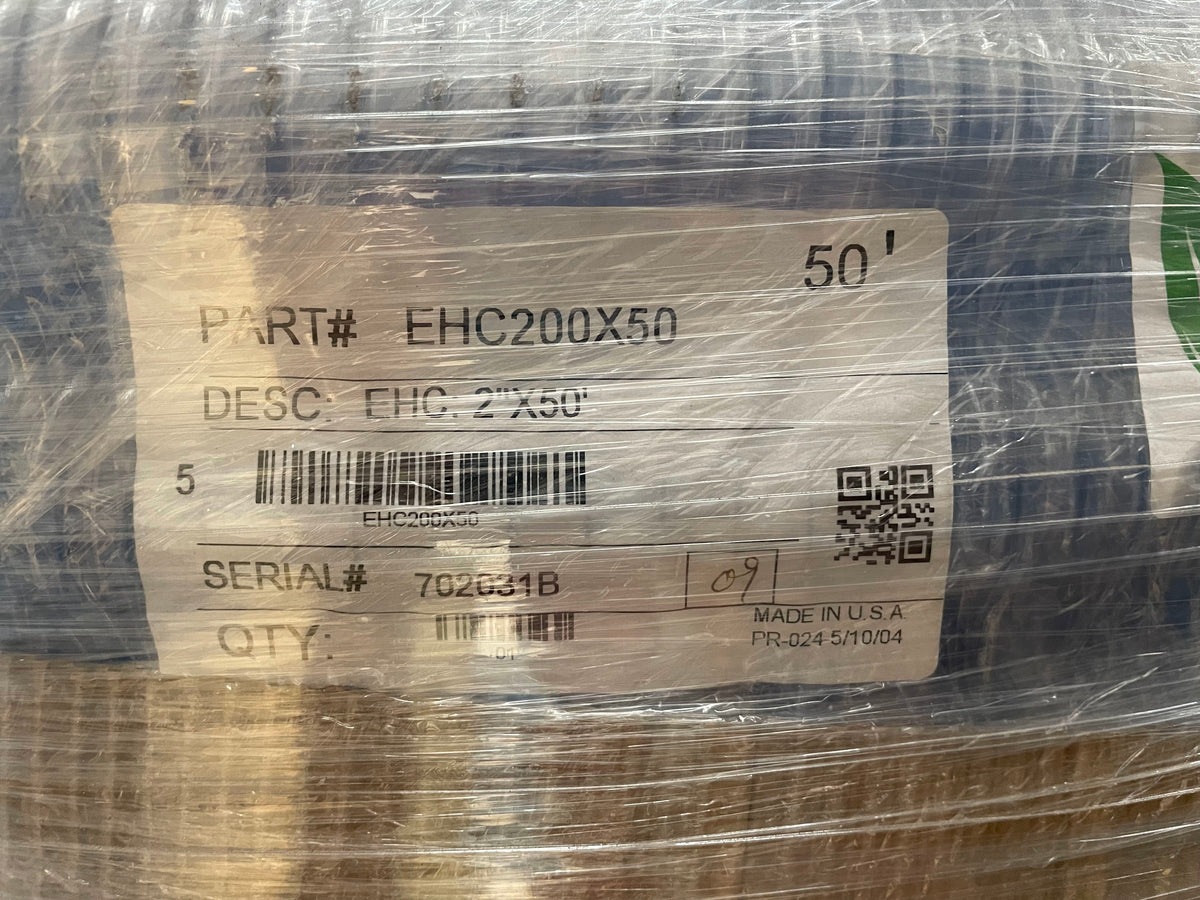 50'
PART# EHC200X50
DESC: EHC. 2"X50'
5
EHC200X50
SERIAL# 702031B
09
QTY:
01
MADE IN U.S.A.
PR-024-5/10/04